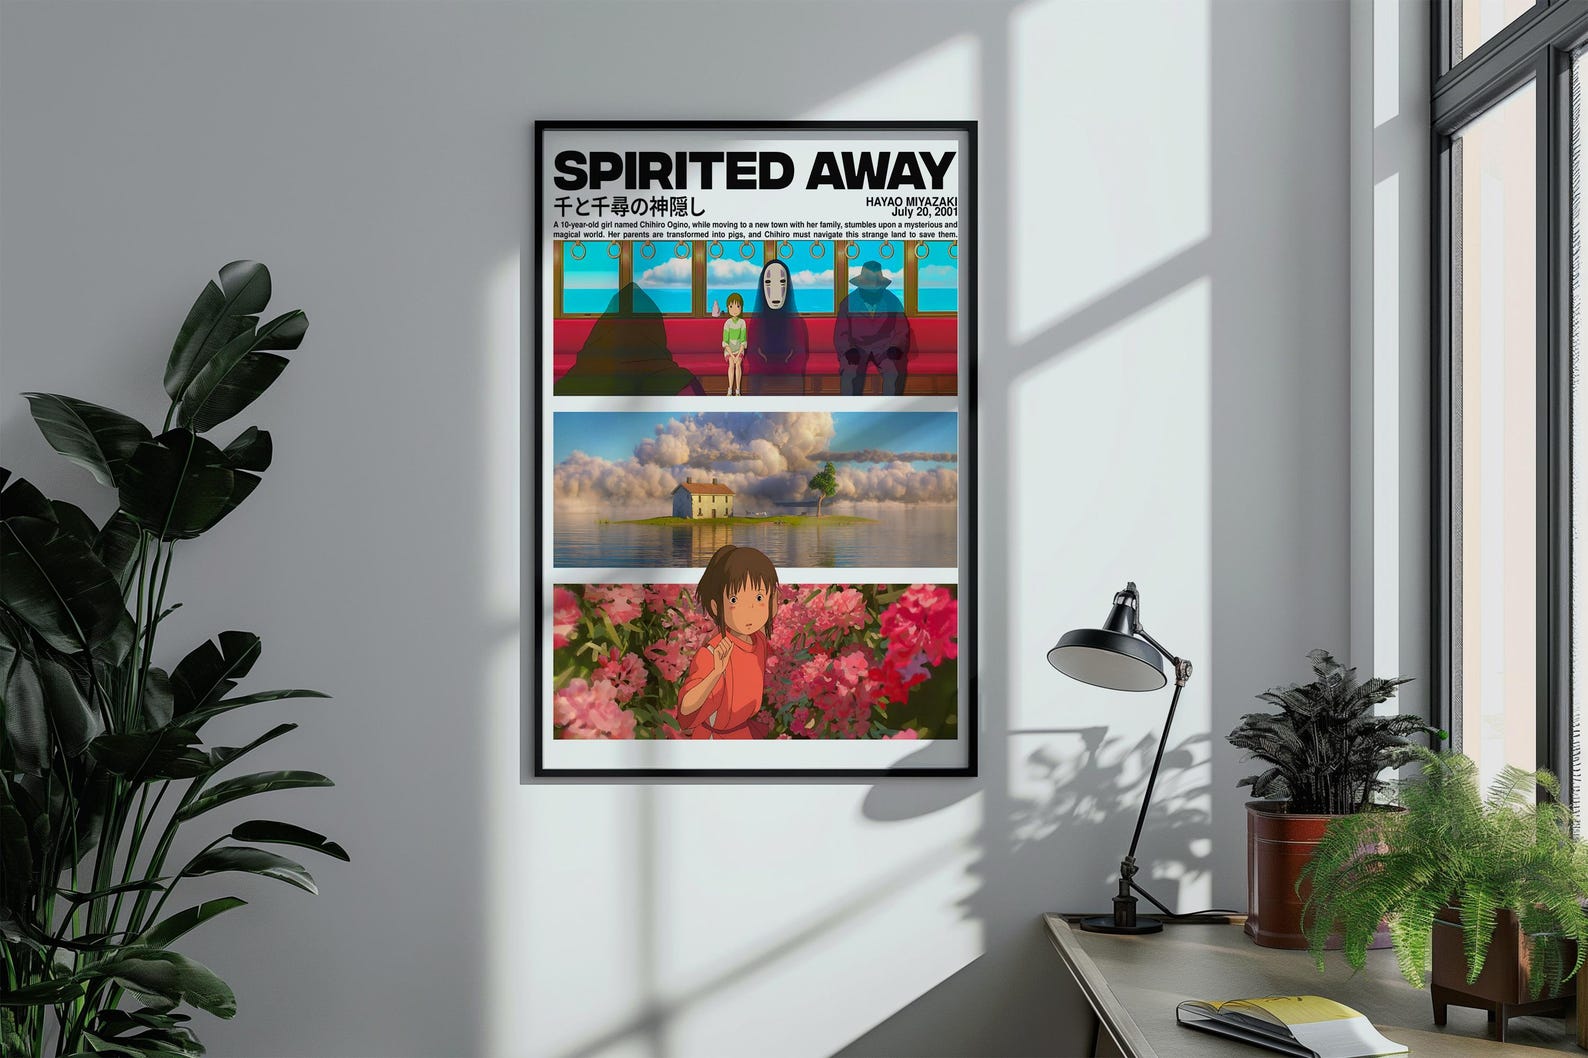 SPIRITED AWAY
千と千尋の神隠し
HAYAO MIYAZAKI
July 20, 2001
A 10-year-old girl named Chihiro Ogino, while moving to a new town with her family, stumbles upon a mysterious and
magical world. Her parents are transformed into pigs, and Chihiro must navigate this strange land to save them.